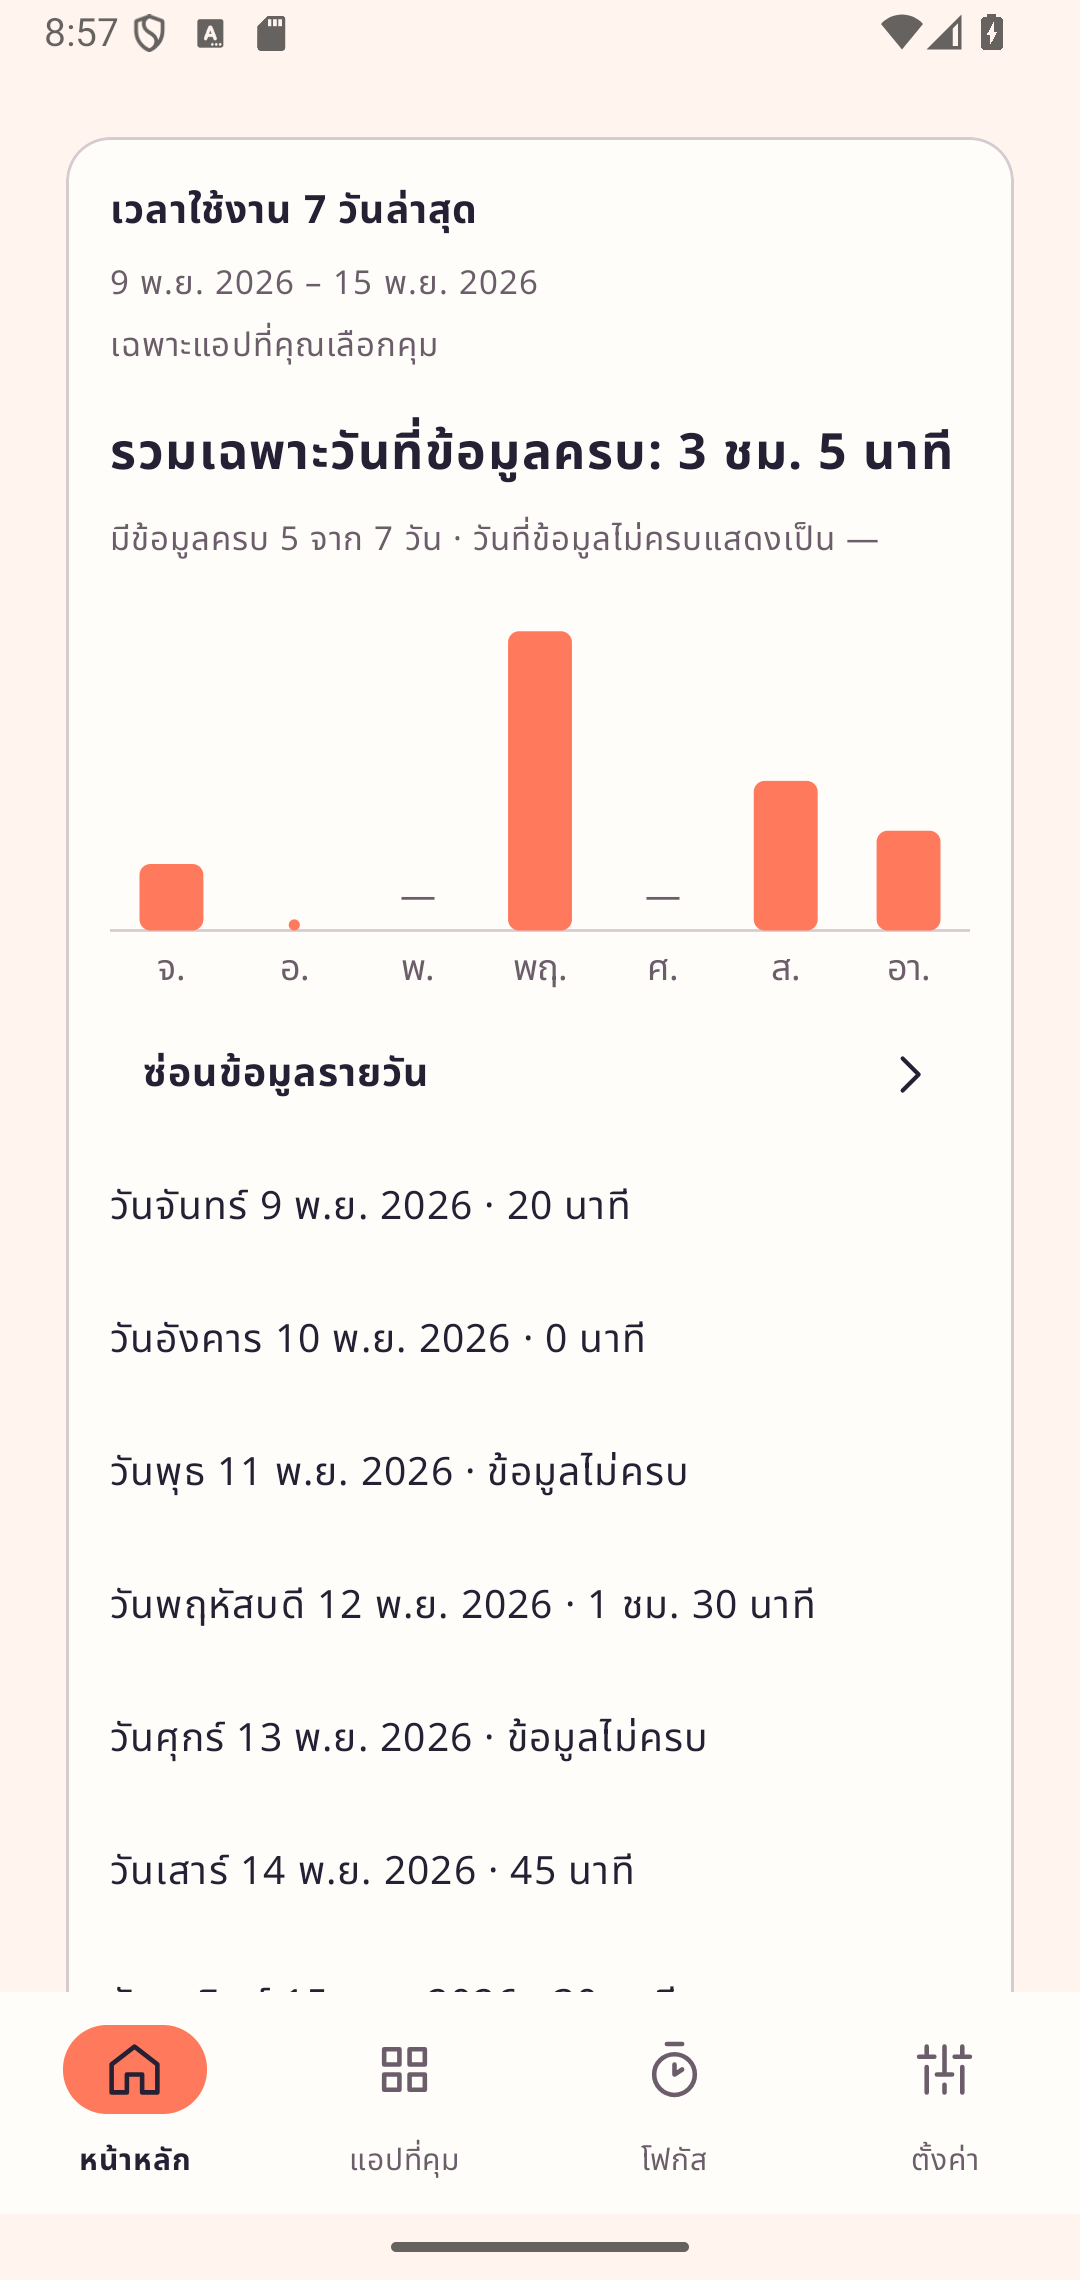 8:57
เวลาใช้งาน 7 วันล่าสุด
9 พ.ย. 2026 – 15 พ.ย. 2026
เฉพาะแอปที่คุณเลือกคุม
รวมเฉพาะวันที่ข้อมูลครบ: 3 ชม. 5 นาที
มีข้อมูลครบ 5 จาก 7 วัน · วันที่ข้อมูลไม่ครบแสดงเป็น —
— —
จ. อ. พ. พฤ. ศ. ส. อา.
ซ่อนข้อมูลรายวัน
วันจันทร์ 9 พ.ย. 2026 · 20 นาที
วันอังคาร 10 พ.ย. 2026 · 0 นาที
วันพุธ 11 พ.ย. 2026 · ข้อมูลไม่ครบ
วันพฤหัสบดี 12 พ.ย. 2026 · 1 ชม. 30 นาที
วันศุกร์ 13 พ.ย. 2026 · ข้อมูลไม่ครบ
วันเสาร์ 14 พ.ย. 2026 · 45 นาที
หน้าหลัก แอปที่คุม โฟกัส ตั้งค่า